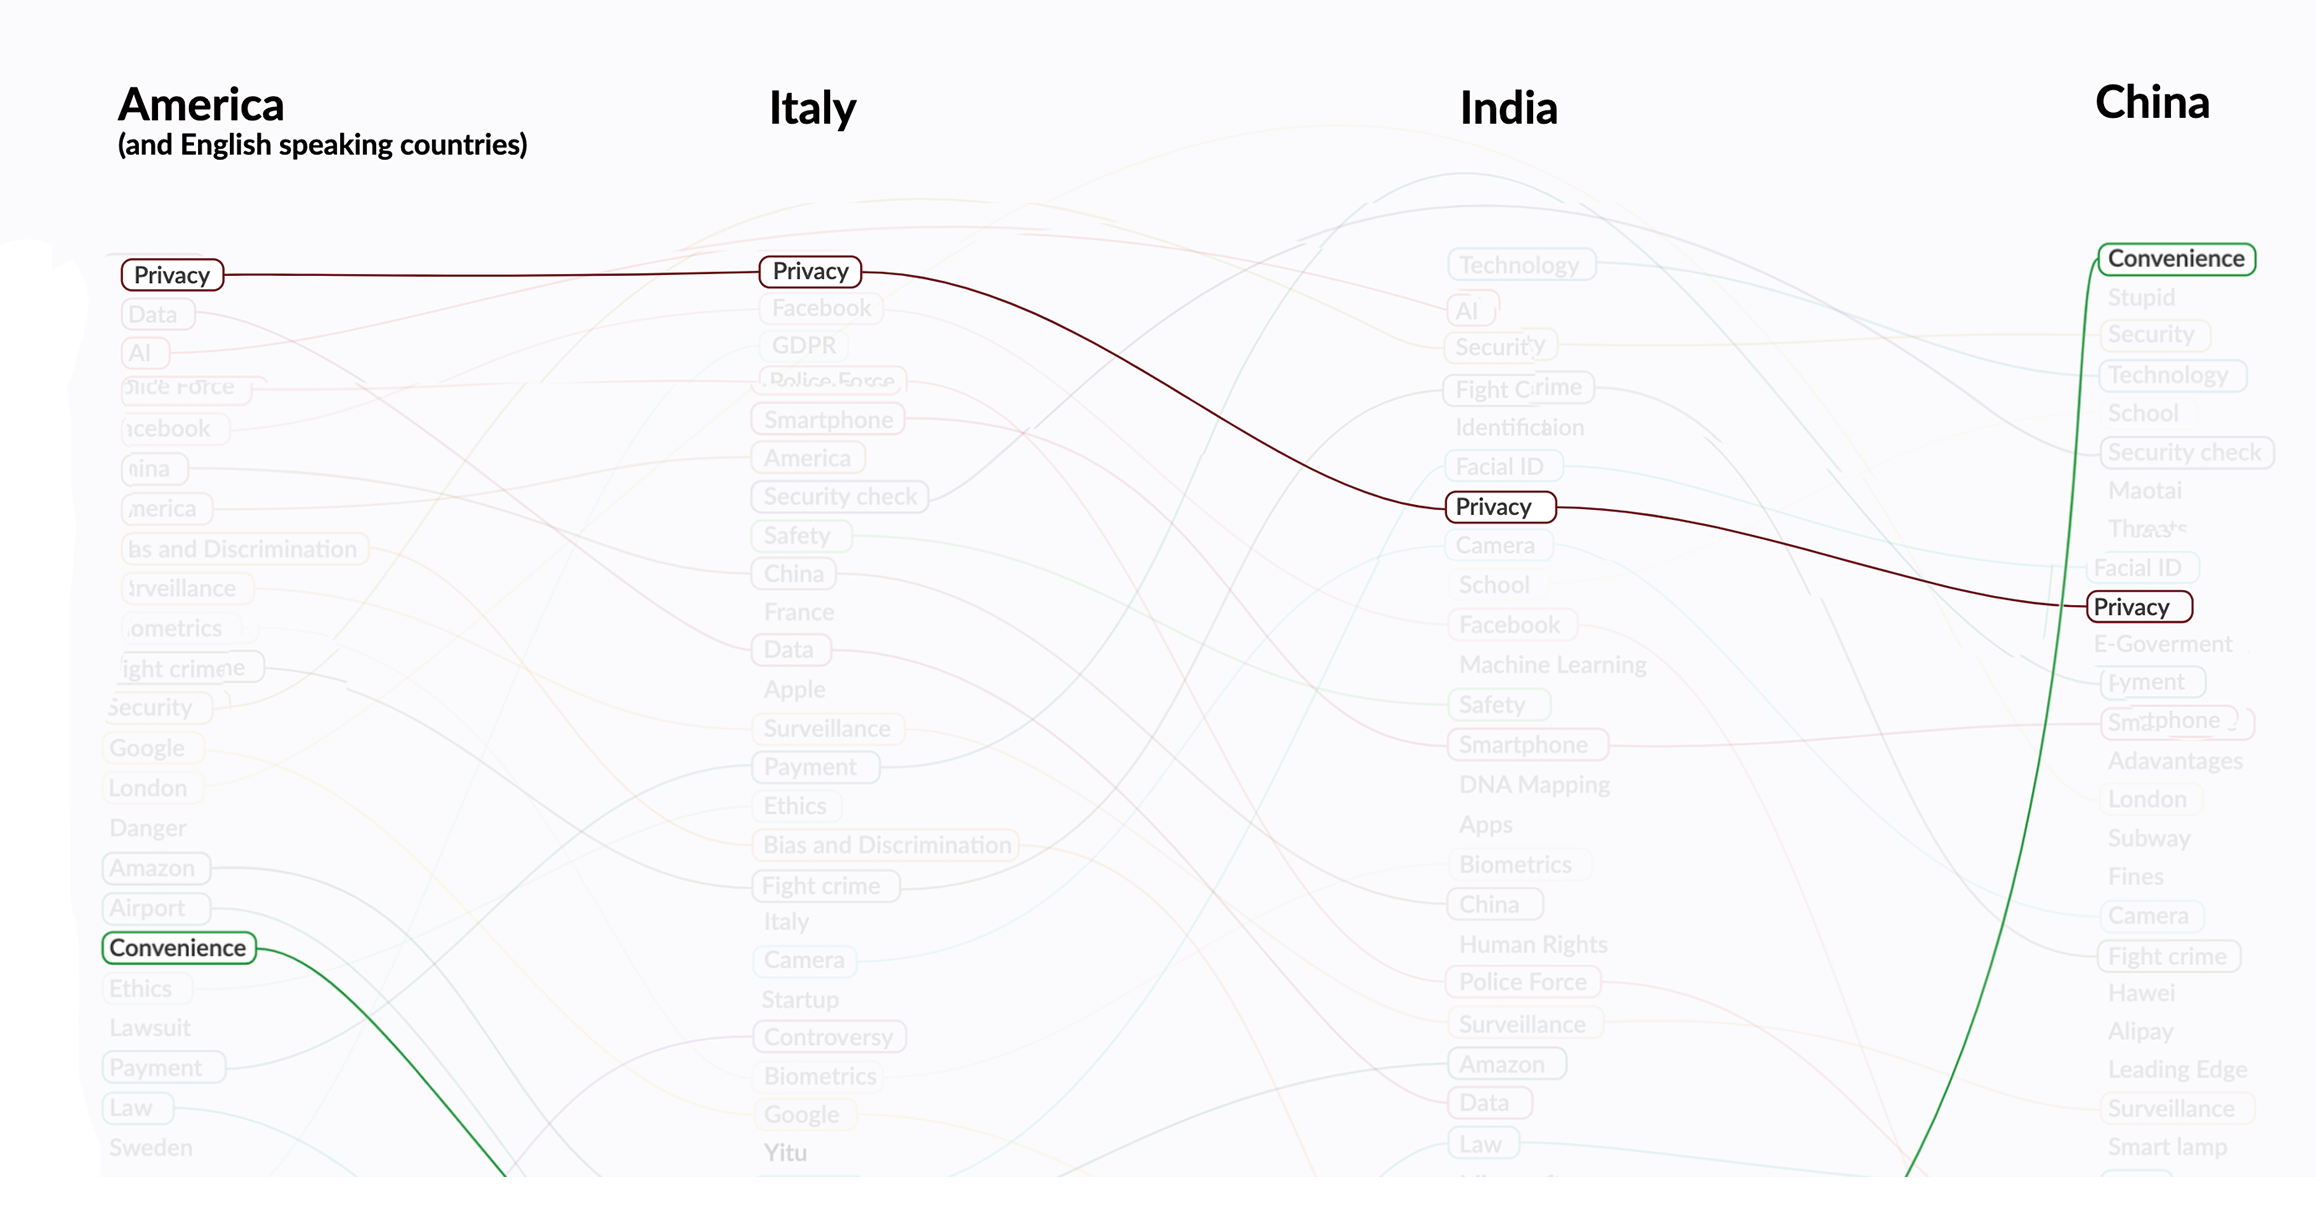 America
(and English speaking countries)
Privacy
Data
AI
olice Force
acebook
ina
merica
as and Discrimination
rveillance
ometrics
ight crime
Security
Google
London
Danger
Amazon
Airport
Convenience
Ethics
Lawsuit
Payment
Law
Sweden
Italy
Privacy
Facebook
GDPR
Police Force
Smartphone
America
Security check
Safety
China
France
Data
Apple
Surveillance
Payment
Ethics
Bias and Discrimination
Fight crime
Italy
Camera
Startup
Controversy
Biometrics
Google
Yitu
India
Technology
AI
Security
Fight Crime
Identification
Facial ID
Privacy
Camera
School
Facebook
Machine Learning
Safety
Smartphone
DNA Mapping
Apps
Biometrics
China
Human Rights
Police Force
Surveillance
Amazon
Data
Law
China
Convenience
Stupid
Security
Technology
School
Security check
Maotai
Threats
Facial ID
Privacy
E-Goverment
yment
Adavantages
London
Subway
Fines
Camera
Fight crime
Hawei
Alipay
Leading Edge
Surveillance
Smart lamp